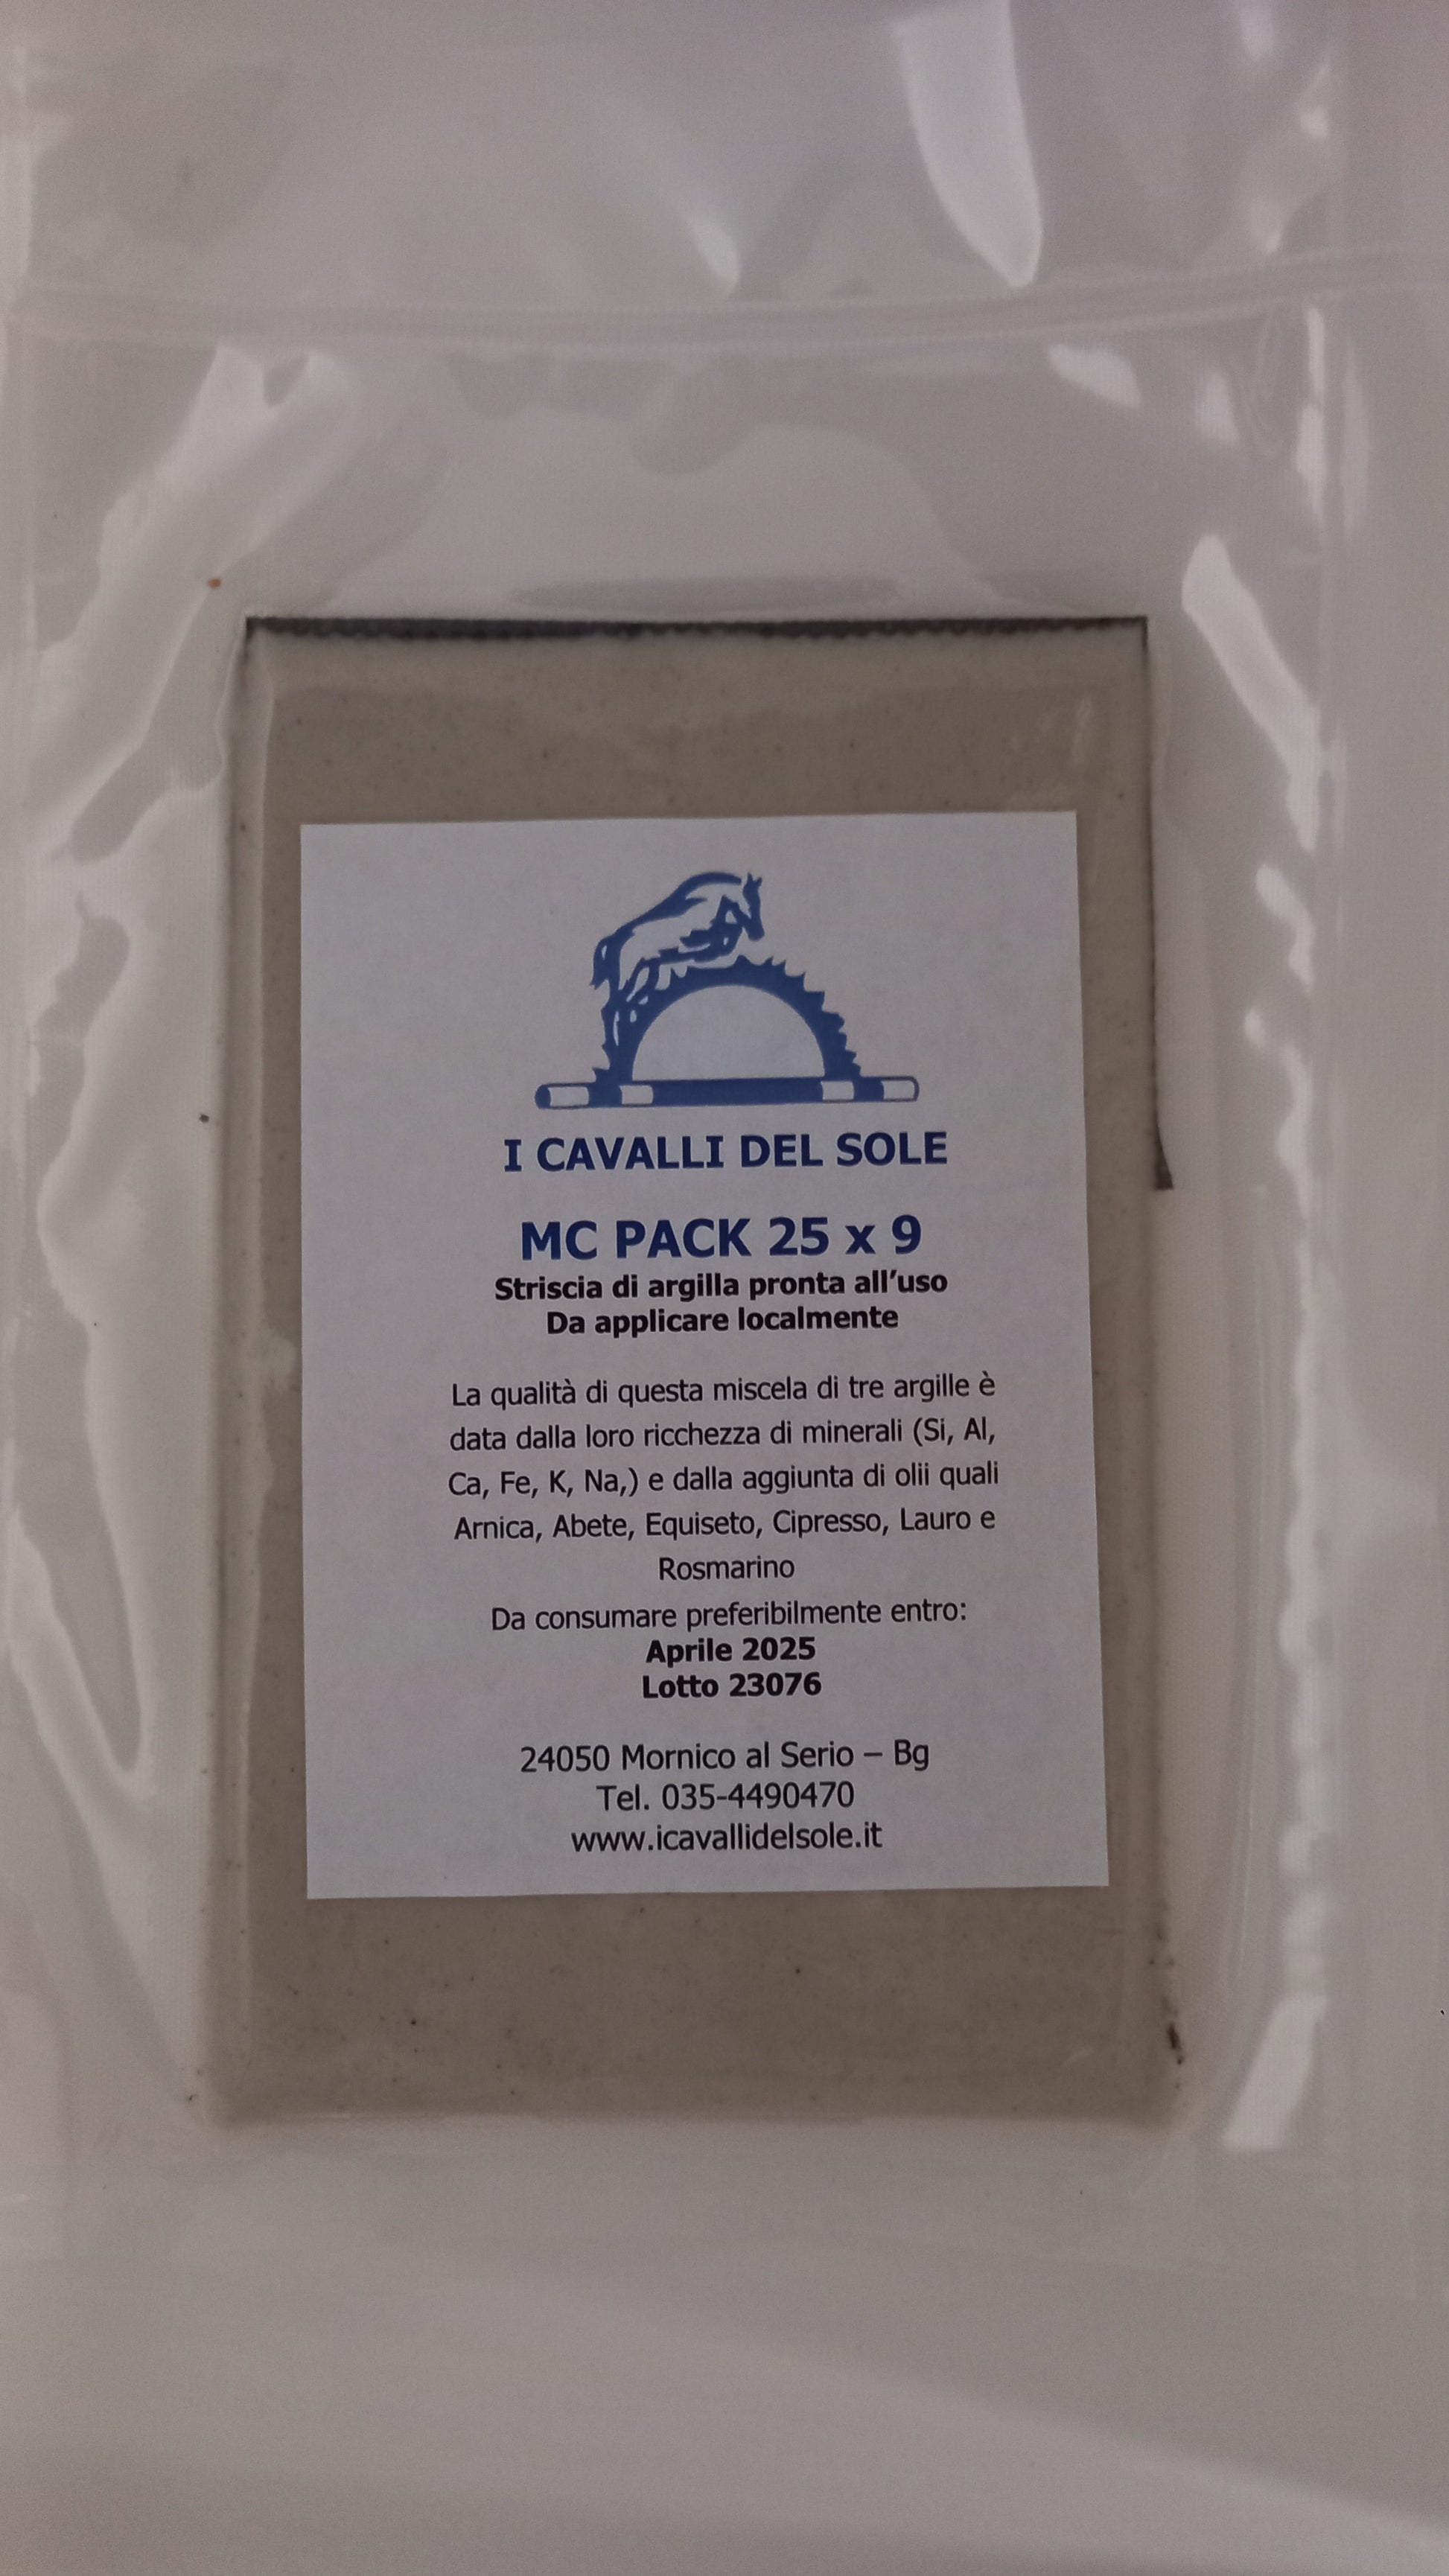 I CAVALLI DEL SOLE
MC PACK 25 x 9
Striscia di argilla pronta all’uso
Da applicare localmente
La qualità di questa miscela di tre argille è
data dalla loro ricchezza di minerali (Si, Al,
Ca, Fe, K, Na,) e dalla aggiunta di olii quali
Arnica, Abete, Equiseto, Cipresso, Lauro e
Rosmarino
Da consumare preferibilmente entro:
Aprile 2025
Lotto 23076
24050 Mornico al Serio – Bg
Tel. 035-4490470
www.icavallidelsole.it